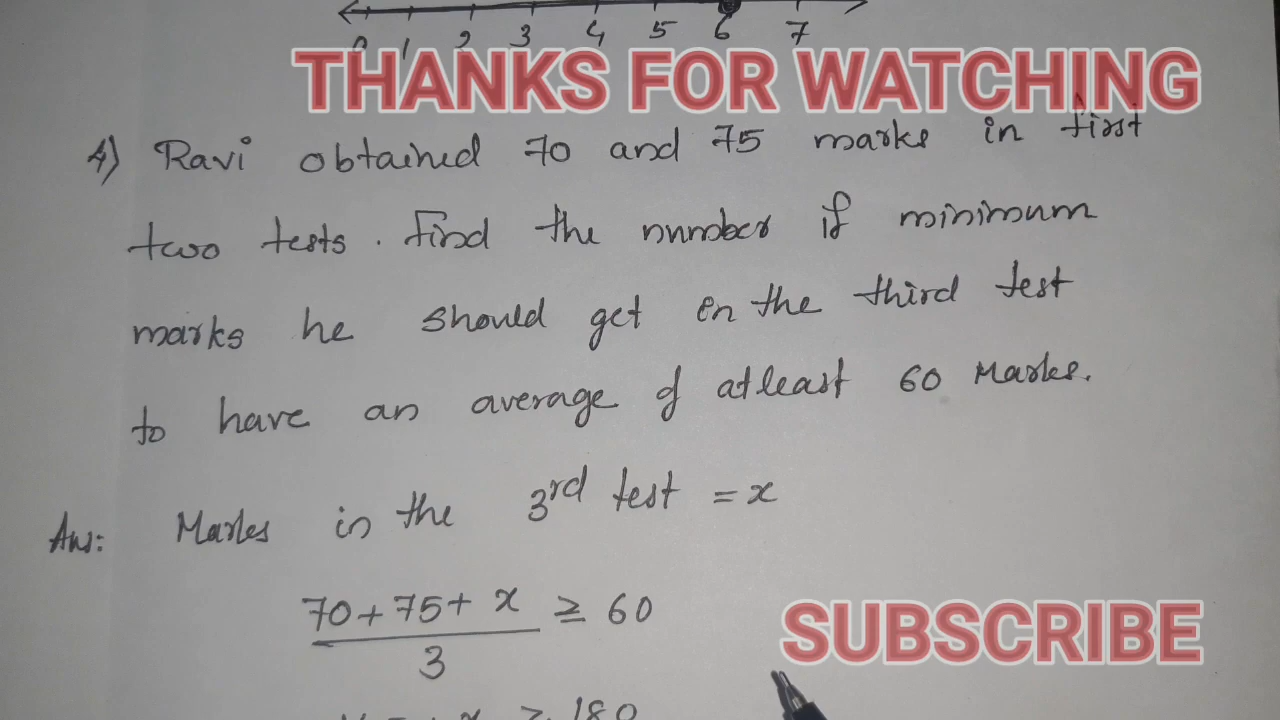 0 1 2 3 4 5 6 7
THANKS FOR WATCHING
4) Ravi obtained 70 and 75 marks in first
two tests. Find the number if minimum
marks he should get in the third test
to have an average of atleast 60 Marks.
Ans: Marks in the 3rd test = x
70+75+ x ≥ 60
3
SUBSCRIBE
x ≥ 180